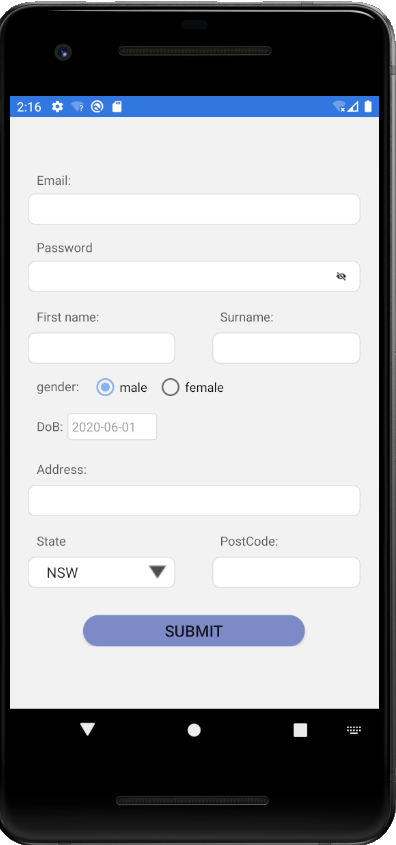 2:16
Email:
Password
First name: Surname:
gender: male female
DoB: 2020-06-01
Address:
State PostCode:
NSW
SUBMIT